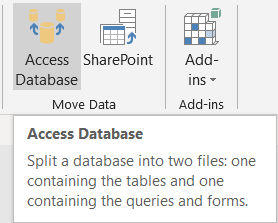 Access
Database
SharePoint
Add-
ins
Move Data
Add-ins
Access Database
Split a database into two files: one
containing the tables and one
containing the queries and forms.